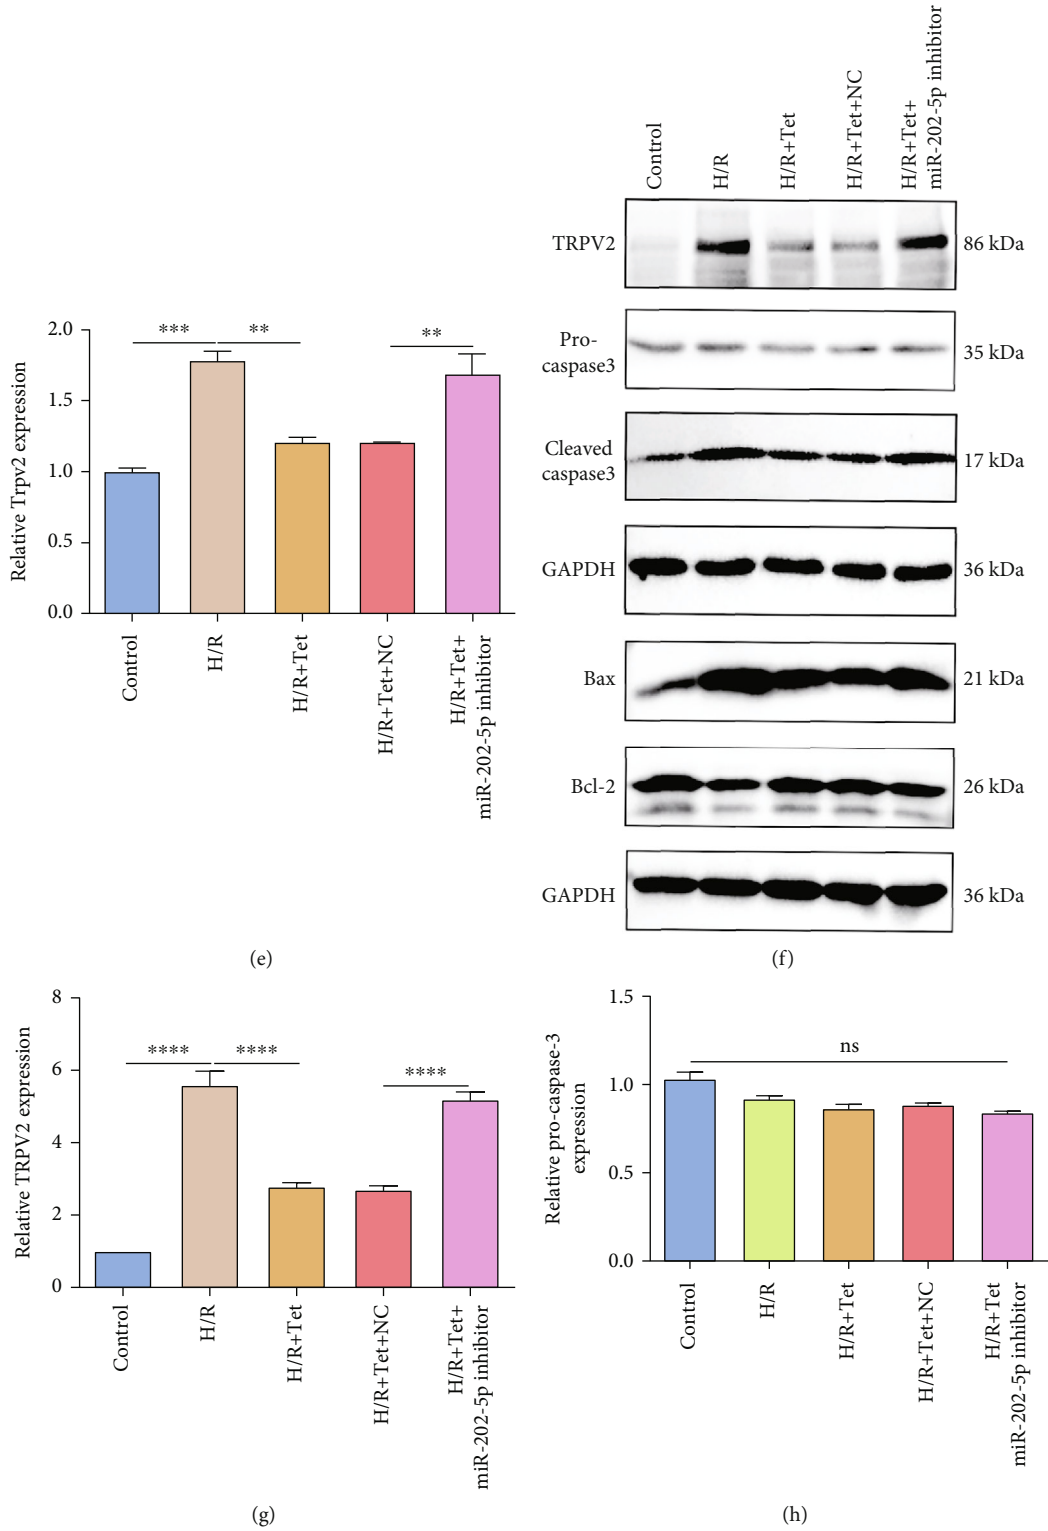 Relative Trpv2 expression
2.0
1.5
1.0
0.5
0.0
***
**
**
Control
H/R
H/R+Tet
H/R+Tet+NC
H/R+Tet+
miR-202-5p inhibitor
(e)
Control
H/R
H/R+Tet
H/R+Tet+NC
H/R+Tet+
miR-202-5p inhibitor
TRPV2
86 kDa
Pro-
caspase3
35 kDa
Cleaved
caspase3
17 kDa
GAPDH
36 kDa
Bax
21 kDa
Bcl-2
26 kDa
GAPDH
36 kDa
(f)
Relative TRPV2 expression
8
6
4
2
0
****
****
****
Control
H/R
H/R+Tet
H/R+Tet+NC
H/R+Tet+
miR-202-5p inhibitor
(g)
Relative pro-caspase-3
expression
1.5
1.0
0.5
0.0
ns
Control
H/R
H/R+Tet
H/R+Tet+NC
H/R+Tet
miR-202-5p inhibitor
(h)